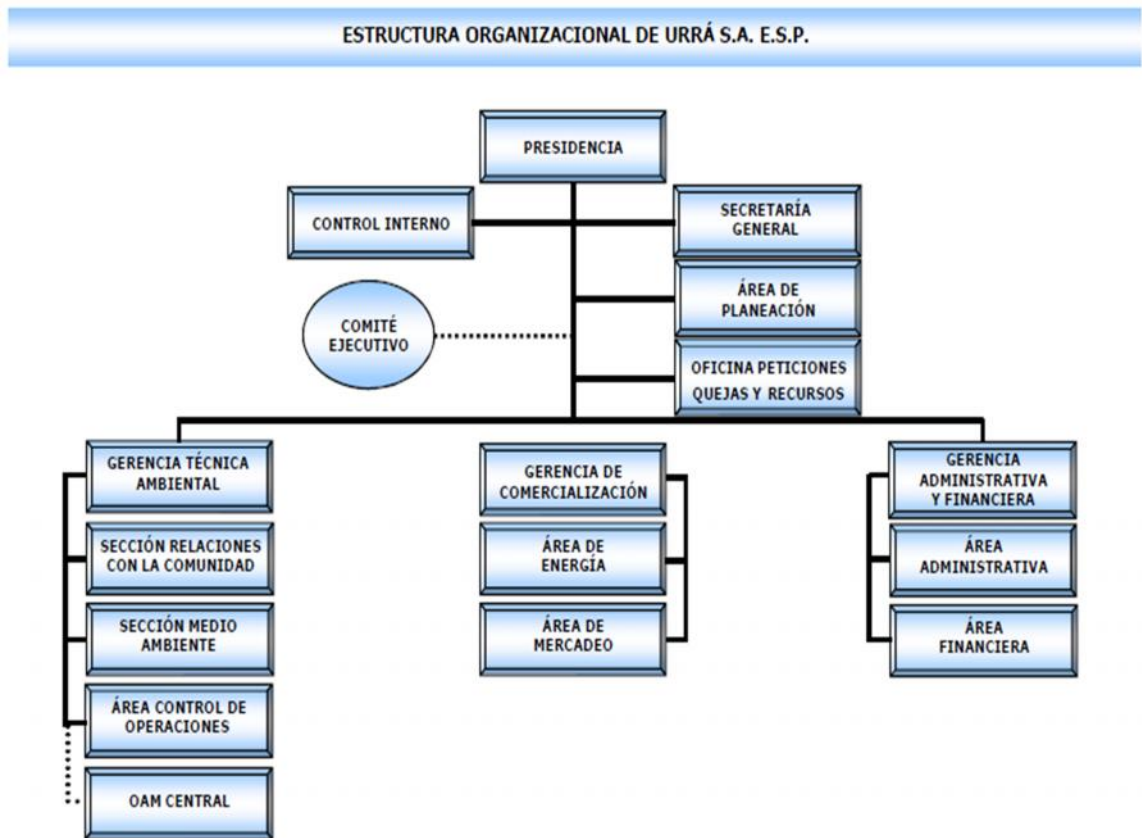 ESTRUCTURA ORGANIZACIONAL DE URRÁ S.A. E.S.P.
PRESIDENCIA
CONTROL INTERNO
SECRETARÍA
GENERAL
ÁREA DE
PLANEACIÓN
COMITÉ
EJECUTIVO
OFICINA PETICIONES
QUEJAS Y RECURSOS
GERENCIA TÉCNICA
AMBIENTAL
SECCIÓN RELACIONES
CON LA COMUNIDAD
SECCIÓN MEDIO
AMBIENTE
ÁREA CONTROL DE
OPERACIONES
OAM CENTRAL
GERENCIA DE
COMERCIALIZACIÓN
ÁREA DE
ENERGÍA
ÁREA DE
MERCADEO
GERENCIA
ADMINISTRATIVA
Y FINANCIERA
ÁREA
ADMINISTRATIVA
ÁREA
FINANCIERA